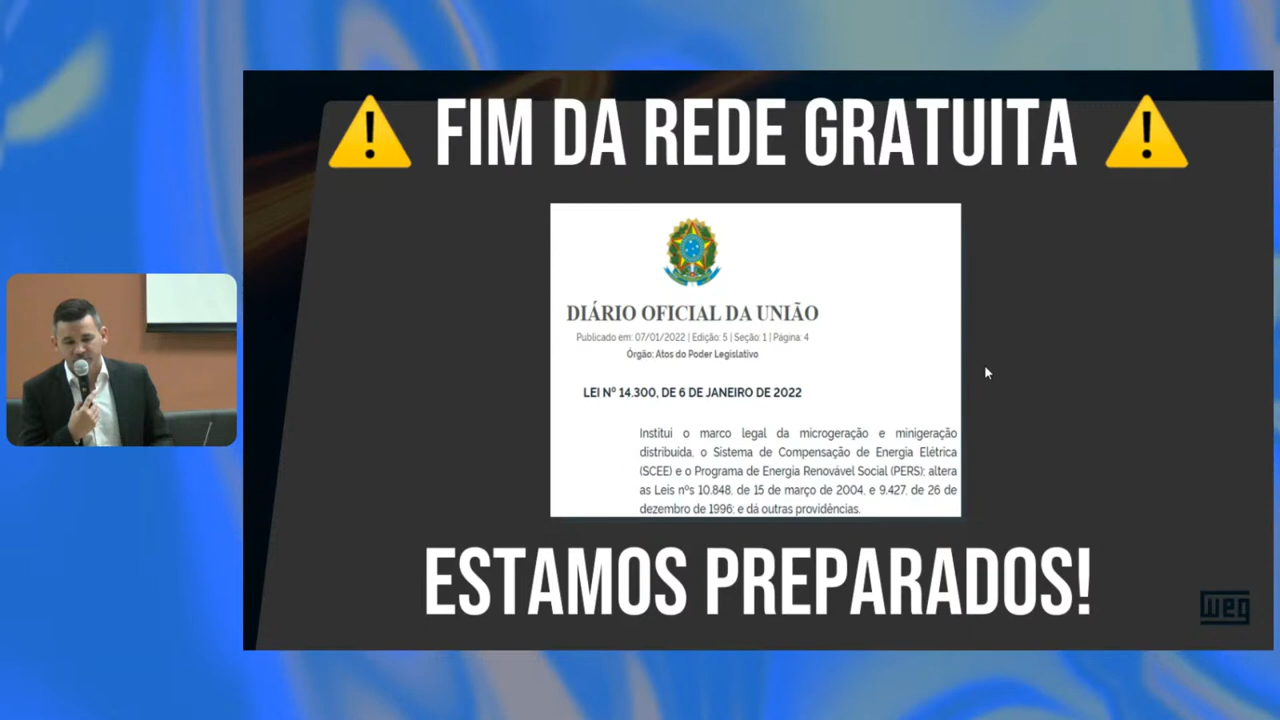 FIM DA REDE GRATUITA
DIÁRIO OFICIAL DA UNIÃO
Publicado em: 07/01/2022 | Edição: 5 | Seção: 1 | Página: 4
Órgão: Atos do Poder Legislativo
LEI Nº 14.300, DE 6 DE JANEIRO DE 2022
Institui o marco legal da microgeração e minigeração
distribuída, o Sistema de Compensação de Energia Elétrica
(SCEE) e o Programa de Energia Renovável Social (PERS); altera
as Leis nºs 10.848, de 15 de março de 2004, e 9.427, de 26 de
dezembro de 1996; e dá outras providências.
ESTAMOS PREPARADOS!
weg